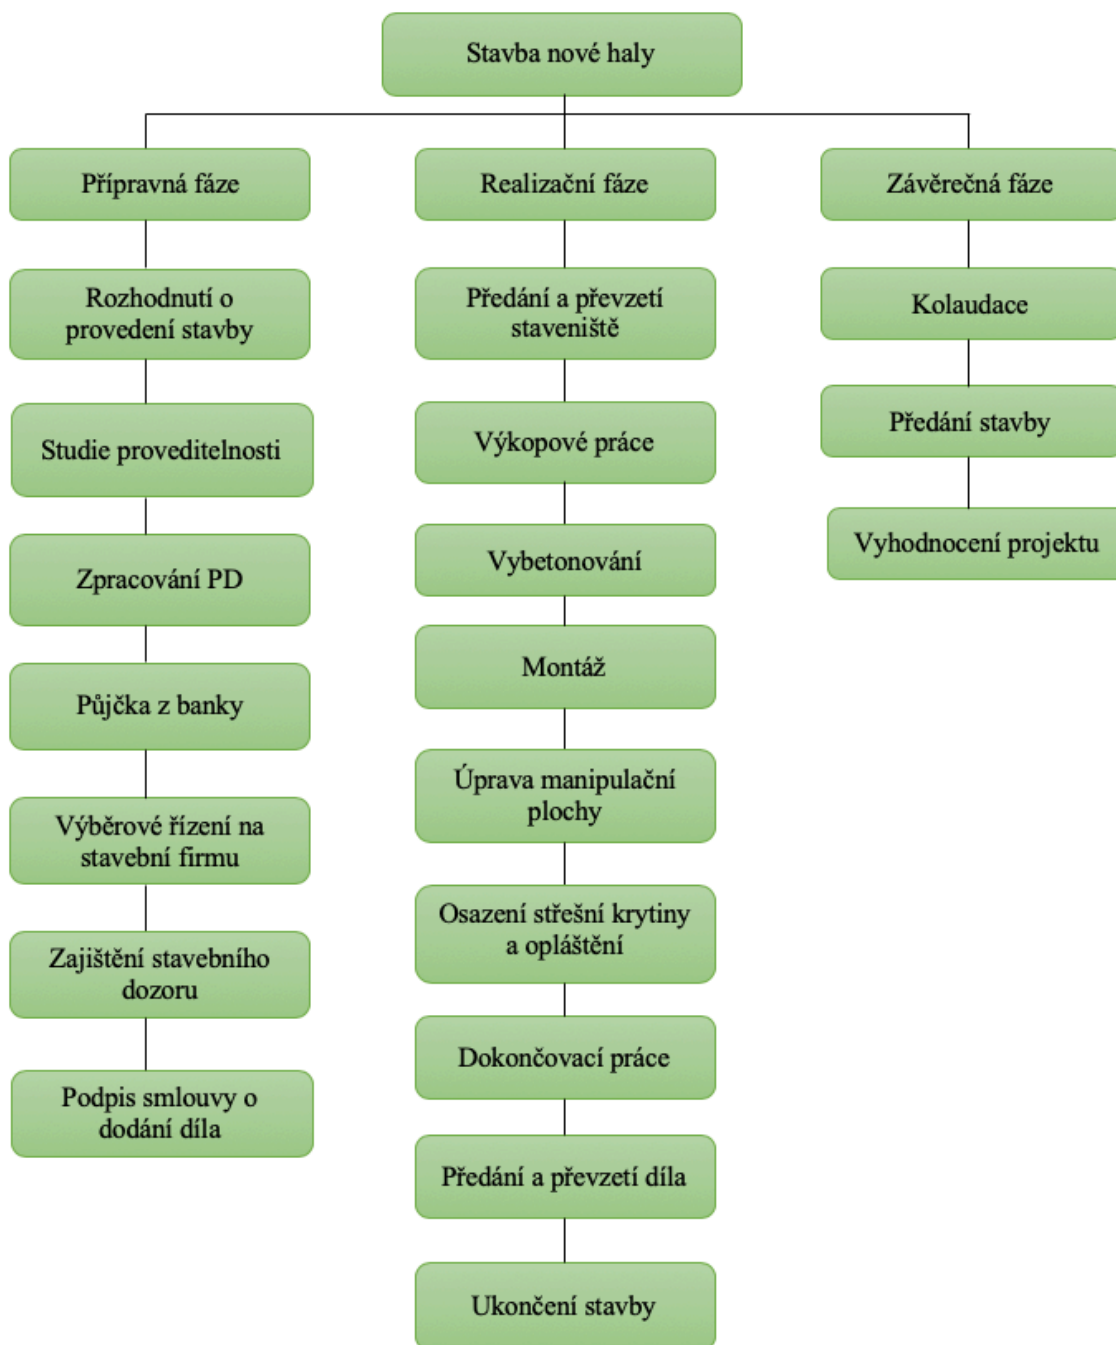 Stavba nové haly
Přípravná fáze
Rozhodnutí o
provedení stavby
Studie proveditelnosti
Zpracování PD
Půjčka z banky
Výběrové řízení na
stavební firmu
Zajištění stavebního
dozoru
Podpis smlouvy o
dodání díla
Realizační fáze
Předání a převzetí
staveniště
Výkopové práce
Vybetonování
Montáž
Úprava manipulační
plochy
Osazení střešní krytiny
a opláštění
Dokončovací práce
Předání a převzetí díla
Ukončení stavby
Závěrečná fáze
Kolaudace
Předání stavby
Vyhodnocení projektu